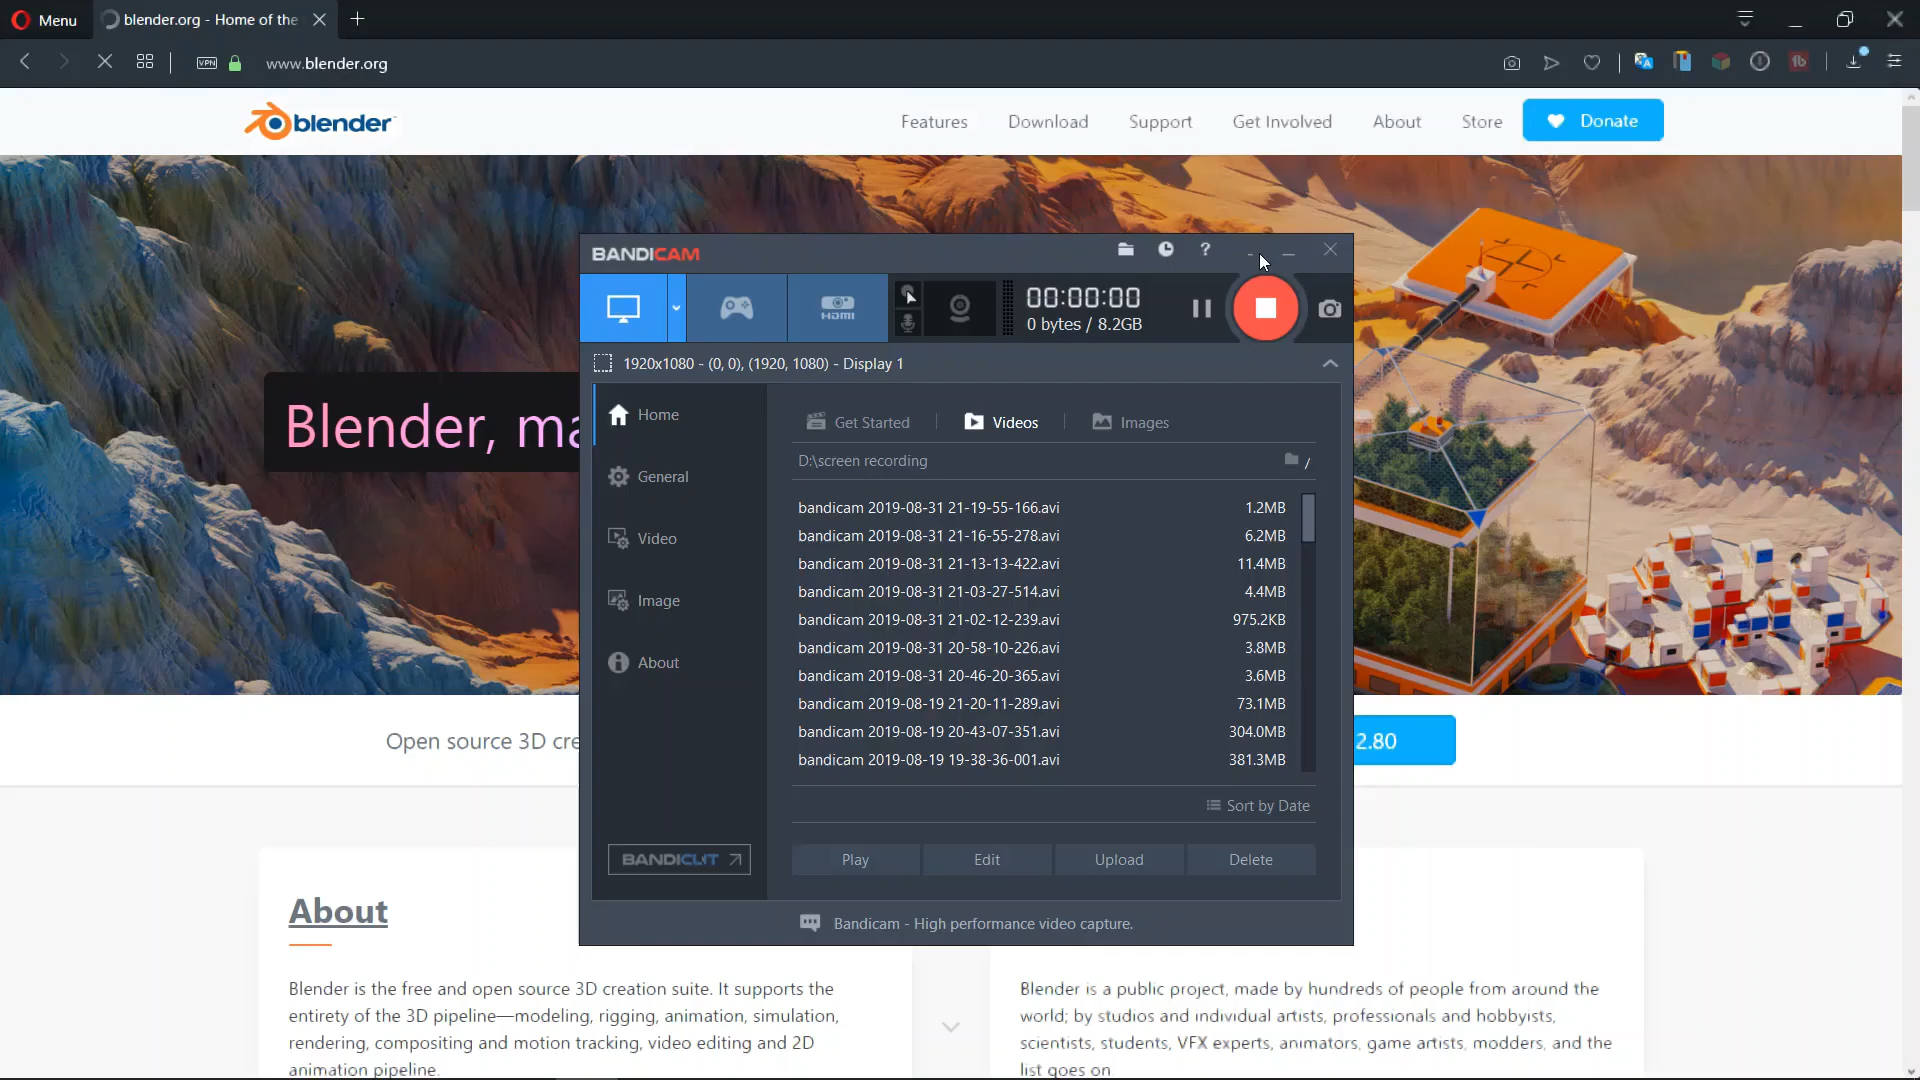 Menu
blender.org - Home of the
VPN
www.blender.org
blender
Features
Download
Support
Get Involved
About
Store
Donate
Blender, ma
BANDICAM
?
HDMI
00:00:00
0 bytes / 8.2GB
1920x1080 - (0, 0), (1920, 1080) - Display 1
Home
General
Video
Image
About
BANDICUT
Get Started
Videos
Images
D:\screen recording
/
bandicam 2019-08-31 21-19-55-166.avi 1.2MB
bandicam 2019-08-31 21-16-55-278.avi 6.2MB
bandicam 2019-08-31 21-13-13-422.avi 11.4MB
bandicam 2019-08-31 21-03-27-514.avi 4.4MB
bandicam 2019-08-31 21-02-12-239.avi 975.2KB
bandicam 2019-08-31 20-58-10-226.avi 3.8MB
bandicam 2019-08-31 20-46-20-365.avi 3.6MB
bandicam 2019-08-19 21-20-11-289.avi 73.1MB
bandicam 2019-08-19 20-43-07-351.avi 304.0MB
bandicam 2019-08-19 19-38-36-001.avi 381.3MB
Sort by Date
Play
Edit
Upload
Delete
Bandicam - High performance video capture.
Open source 3D cre
2.80
About
Blender is the free and open source 3D creation suite. It supports the
entirety of the 3D pipeline—modeling, rigging, animation, simulation,
rendering, compositing and motion tracking, video editing and 2D
animation pipeline.
Blender is a public project, made by hundreds of people from around the
world; by studios and individual artists, professionals and hobbyists,
scientists, students, VFX experts, animators, game artists, modders, and the
list goes on